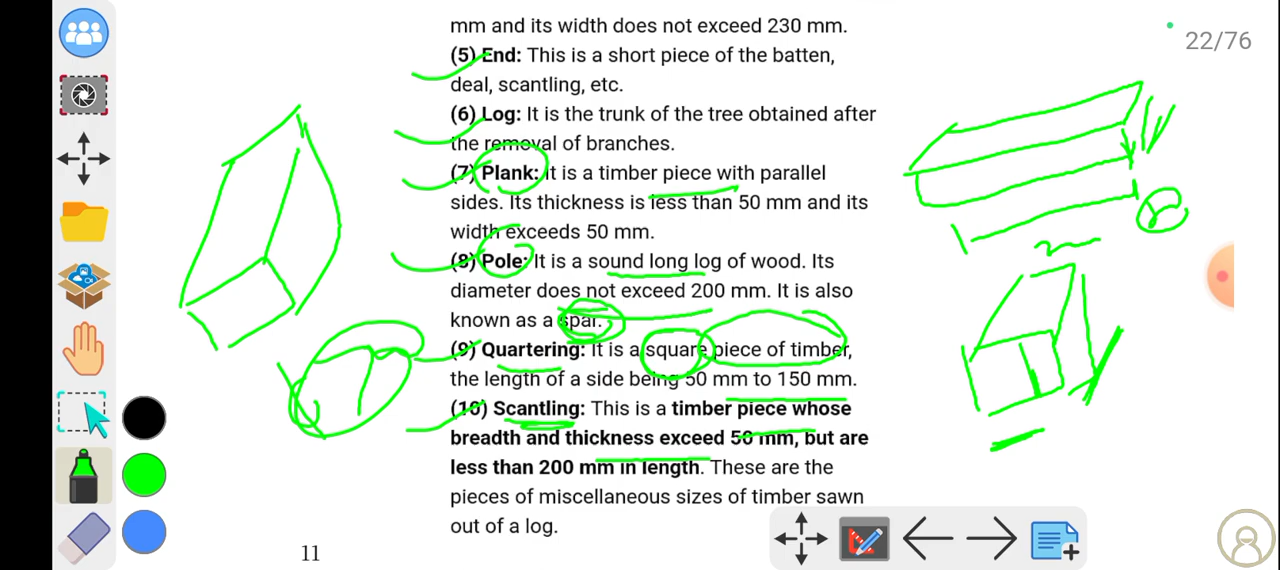 mm and its width does not exceed 230 mm.
22/76
(5) End: This is a short piece of the batten,
deal, scantling, etc.
(6) Log: It is the trunk of the tree obtained after
the removal of branches.
(7) Plank: It is a timber piece with parallel
sides. Its thickness is less than 50 mm and its
width exceeds 50 mm.
(8) Pole: It is a sound long log of wood. Its
diameter does not exceed 200 mm. It is also
known as a spar.
(9) Quartering: It is a square piece of timber,
the length of a side being 50 mm to 150 mm.
(10) Scantling: This is a timber piece whose
breadth and thickness exceed 50 mm, but are
less than 200 mm in length. These are the
pieces of miscellaneous sizes of timber sawn
out of a log.
11